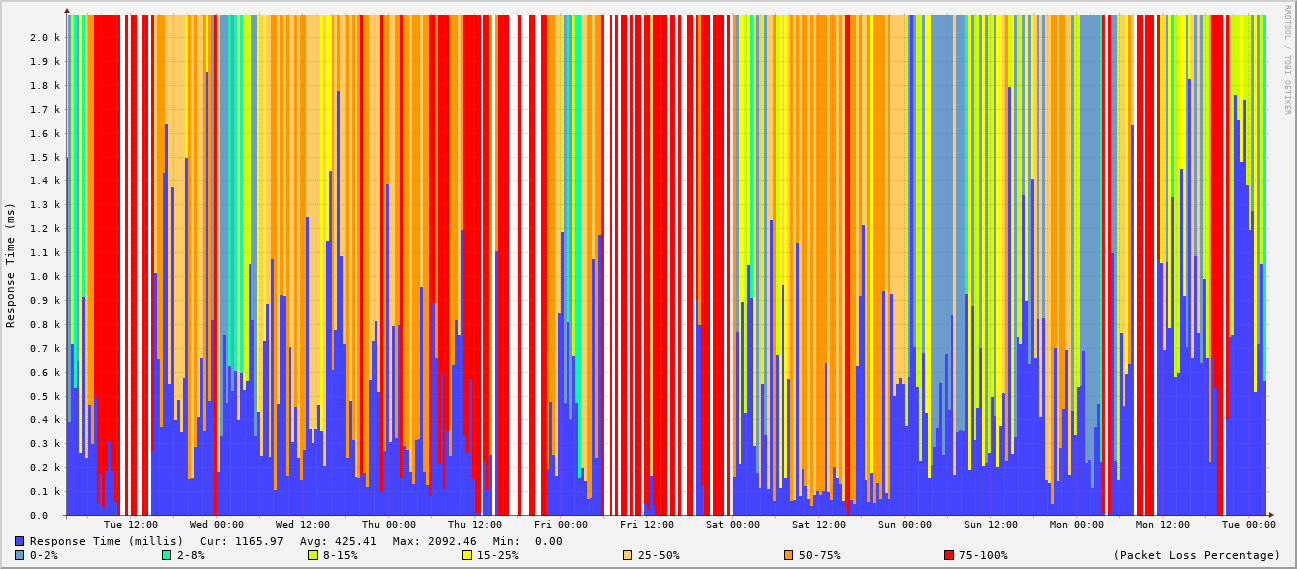 RRDTOOL / TOBI OETIKER
Response Time (ms)
2.0 k
1.9 k
1.8 k
1.7 k
1.6 k
1.5 k
1.4 k
1.3 k
1.2 k
1.1 k
1.0 k
0.9 k
0.8 k
0.7 k
0.6 k
0.5 k
0.4 k
0.3 k
0.2 k
0.1 k
0.0
Tue 12:00 Wed 00:00 Wed 12:00 Thu 00:00 Thu 12:00 Fri 00:00 Fri 12:00 Sat 00:00 Sat 12:00 Sun 00:00 Sun 12:00 Mon 00:00 Mon 12:00 Tue 00:00
Response Time (millis) Cur: 1165.97 Avg: 425.41 Max: 2092.46 Min: 0.00
0-2% 2-8% 8-15% 15-25% 25-50% 50-75% 75-100% (Packet Loss Percentage)